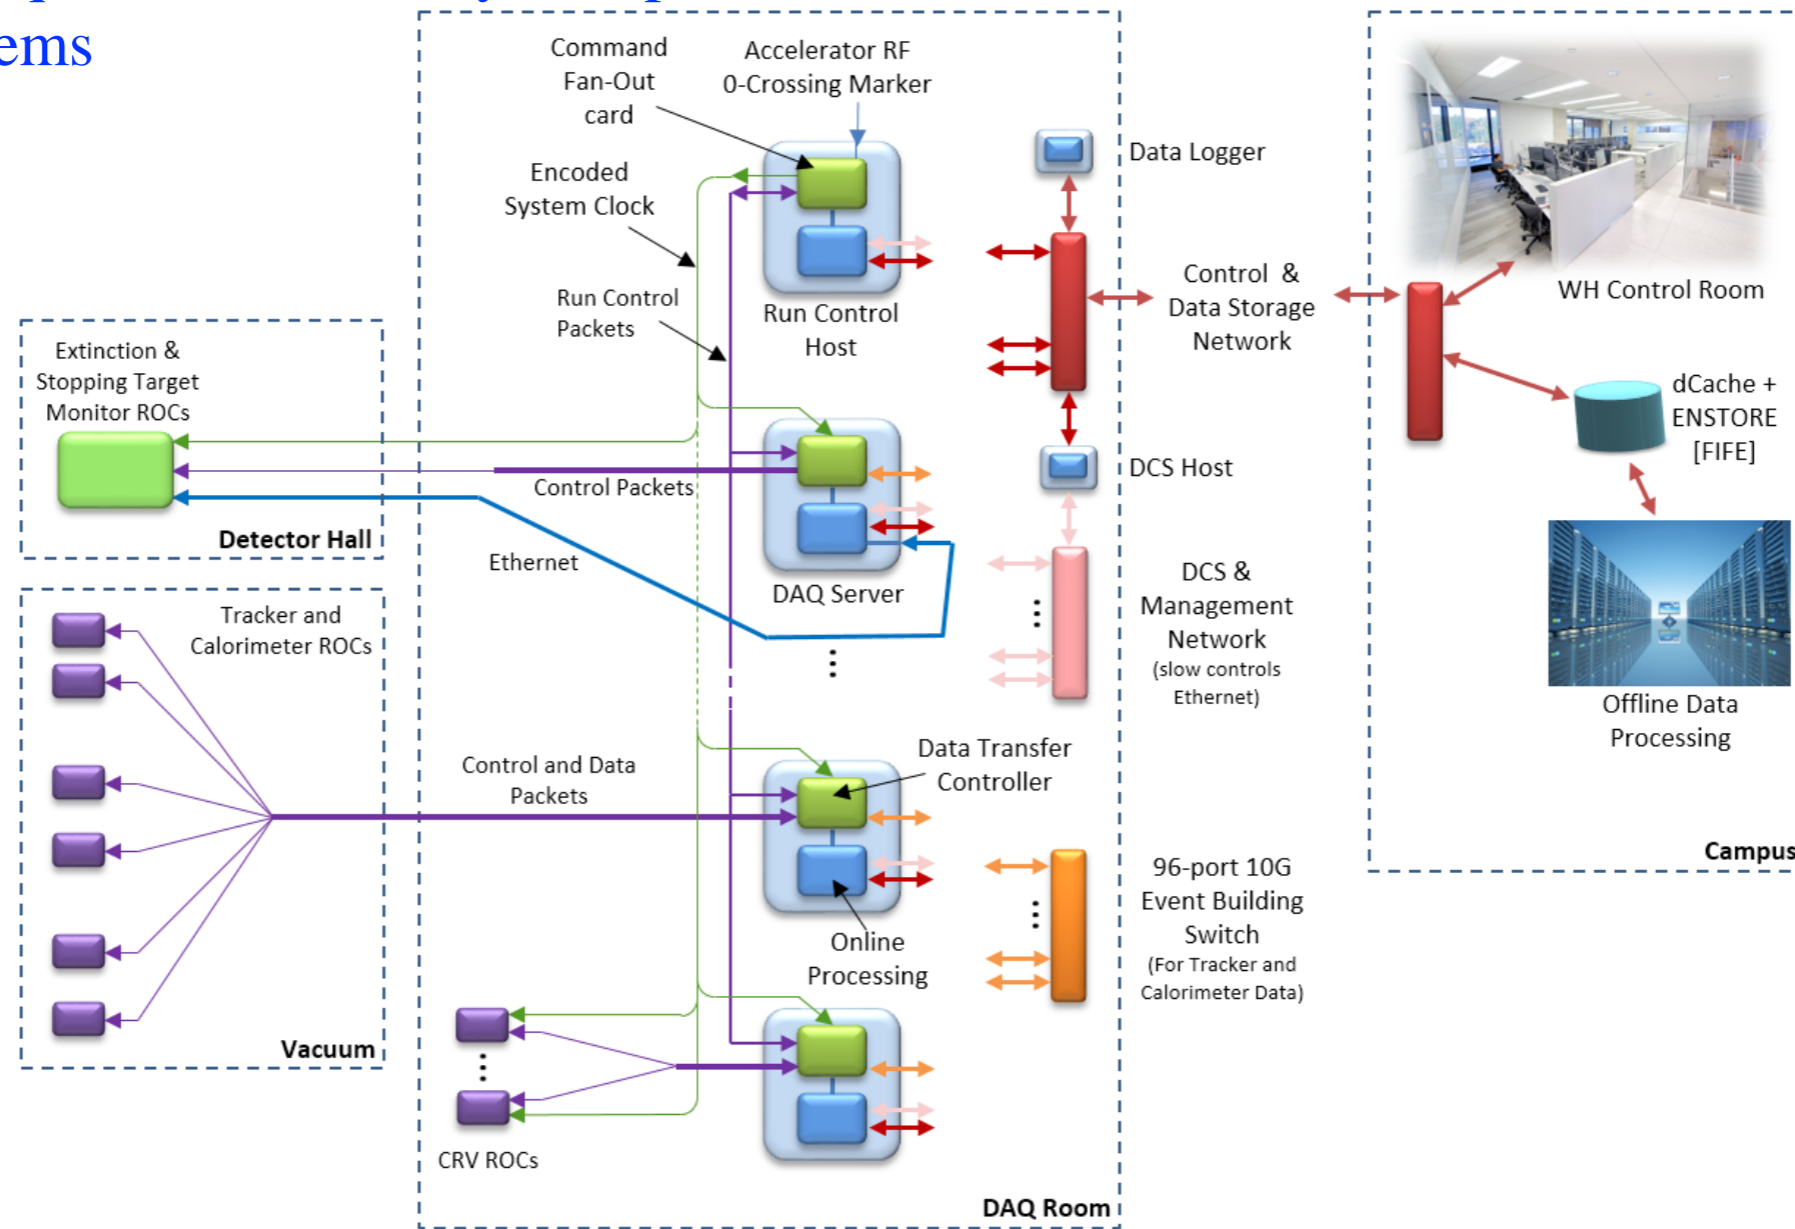 ems
Command
Fan-Out
card
Accelerator RF
0-Crossing Marker
Encoded
System Clock
Run Control
Packets
Run Control
Host
Data Logger
Control &
Data Storage
Network
WH Control Room
dCache +
ENSTORE
[FIFE]
Offline Data
Processing
Campus
Extinction &
Stopping Target
Monitor ROCs
Detector Hall
Control Packets
Ethernet
DAQ Server
DCS Host
DCS &
Management
Network
(slow controls
Ethernet)
Tracker and
Calorimeter ROCs
Vacuum
Control and Data
Packets
Data Transfer
Controller
Online
Processing
96-port 10G
Event Building
Switch
(For Tracker and
Calorimeter Data)
CRV ROCs
DAQ Room